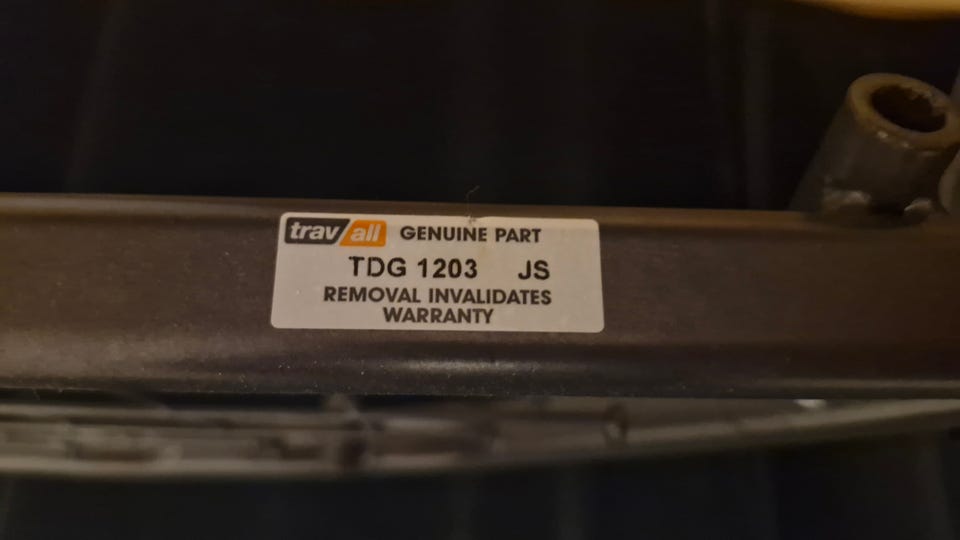 travall GENUINE PART
TDG 1203 JS
REMOVAL INVALIDATES
WARRANTY